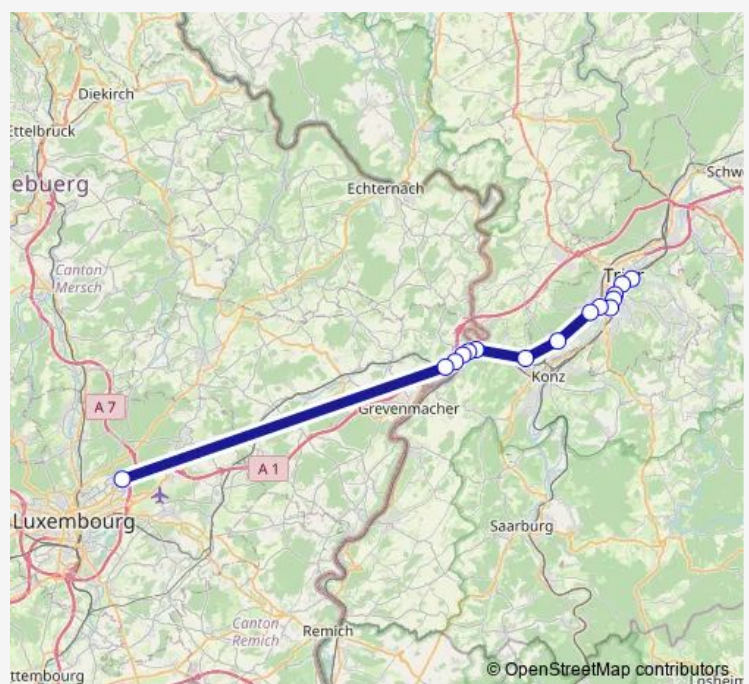 Diekirch
Ettelbruck
Schw
Echternach
ebuerg
Canton
Mersch
Trier
Konz
A 7
Grevenmacher
A 1
Luxembourg
Saarburg
Canton
Remich
Remich
ttembourg
© OpenStreetMap contributors